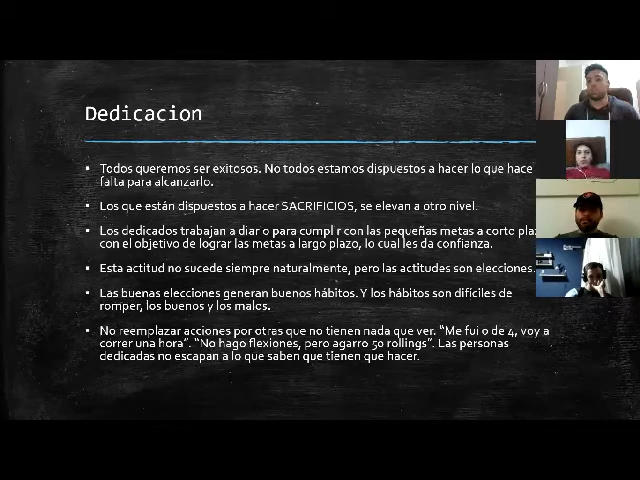 Dedicacion
▪ Todos queremos ser exitosos. No todos estamos dispuestos a hacer lo que hace
falta para alcanzarlo.
▪ Los que están dispuestos a hacer SACRIFICIOS, se elevan a otro nivel.
▪ Los dedicados trabajan a diario para cumplir con las pequeñas metas a corto pla
con el objetivo de lograr las metas a largo plazo, lo cual les da confianza.
▪ Esta actitud no sucede siempre naturalmente, pero las actitudes son elecciones.
▪ Las buenas elecciones generan buenos hábitos. Y los hábitos son difíciles de
romper, los buenos y los malos.
▪ No reemplazar acciones por otras que no tienen nada que ver. “Me fui 0 de 4, voy a
correr una hora”. “No hago flexiones, pero agarro 50 rollings”. Las personas
dedicadas no escapan a lo que saben que tienen que hacer.